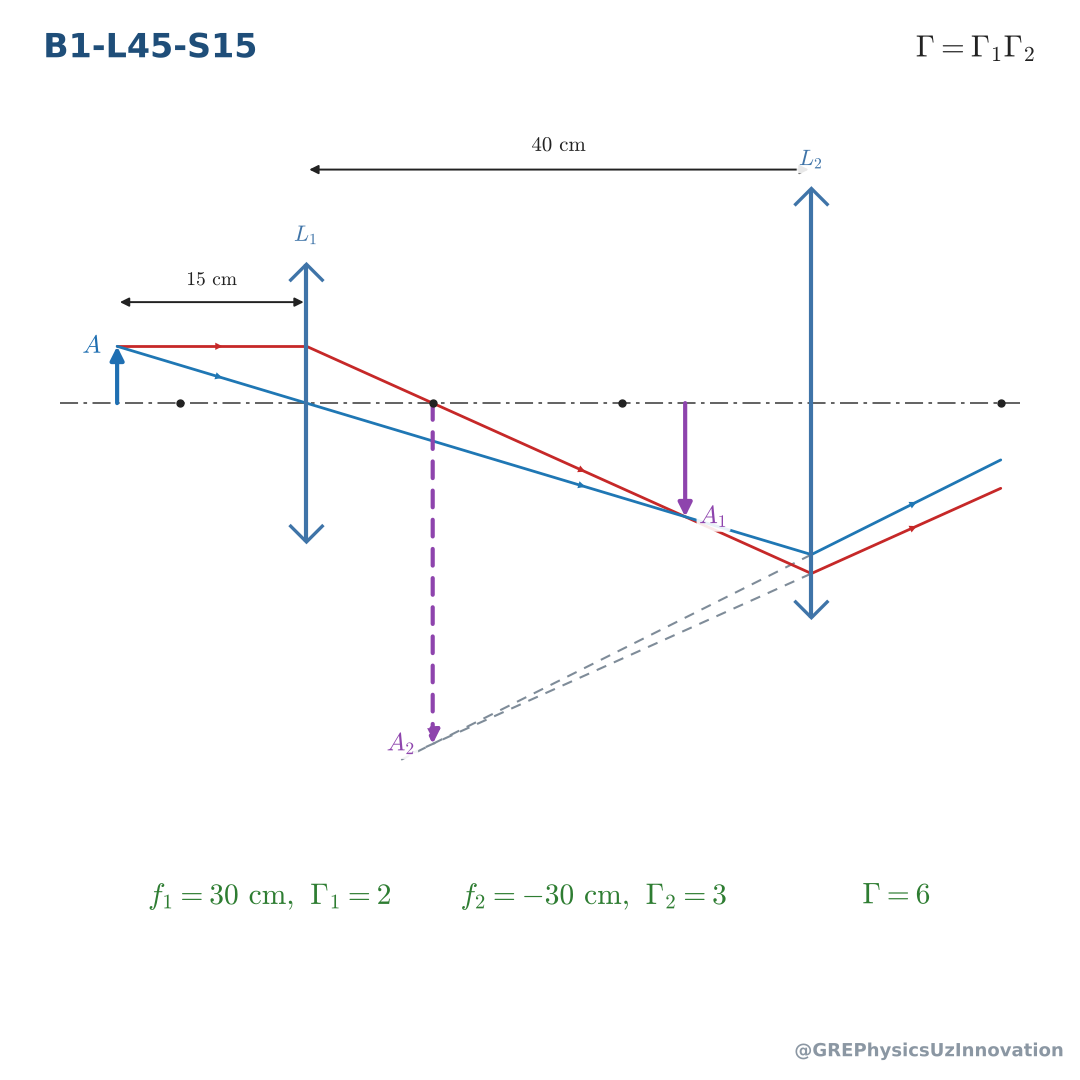 B1-L45-S15
Γ = Γ₁Γ₂
40 cm
L₂
L₁
15 cm
A
A₁
A₂
f₁ = 30 cm, Γ₁ = 2
f₂ = −30 cm, Γ₂ = 3
Γ = 6
@GREPhysicsUzInnovation